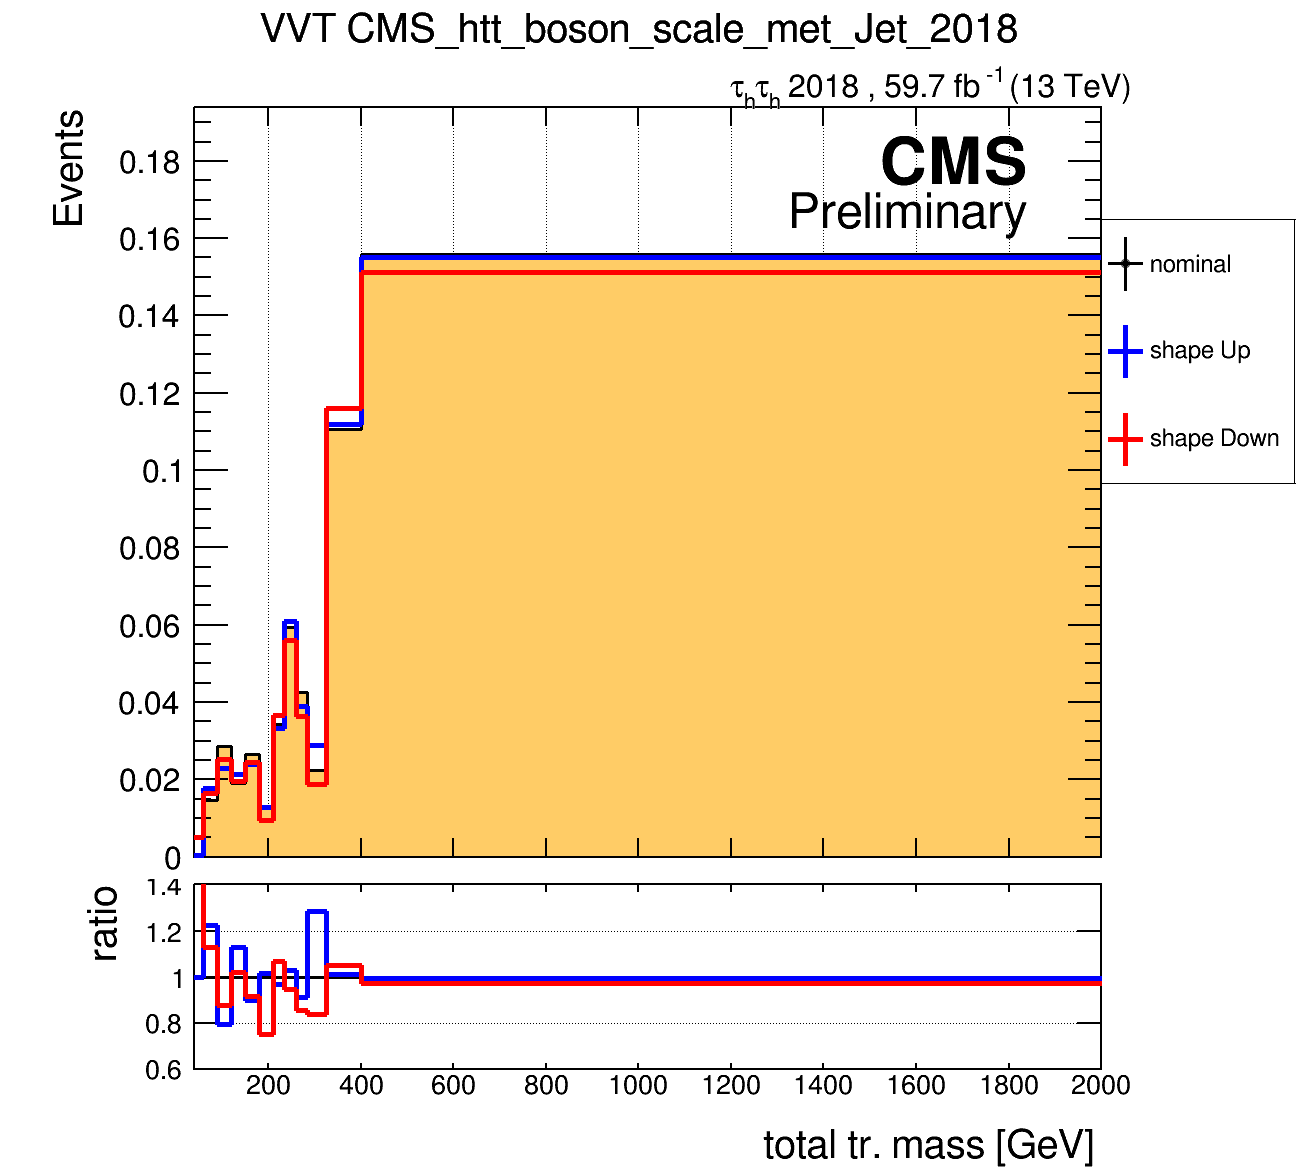 VVT CMS_htt_boson_scale_met_Jet_2018
τhτh 2018 , 59.7 fb-1 (13 TeV)
Events
CMS
Preliminary
0.18
0.16
0.14
0.12
0.1
0.08
0.06
0.04
0.02
0
nominal
shape Up
shape Down
ratio
1.4
1.2
1
0.8
0.6
200 400 600 800 1000 1200 1400 1600 1800 2000
total tr. mass [GeV]